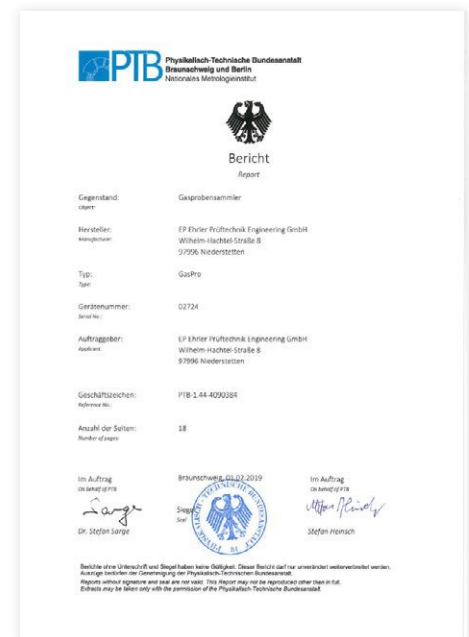 PTB
Physikalisch-Technische Bundesanstalt
Braunschweig und Berlin
Nationales Metrologieinstitut
Bericht
Report
Gegenstand: Gasprobensammler
Object:
Hersteller: EP Ehrler Prüftechnik Engineering GmbH
Manufacturer: Wilhelm-Hachtel-Straße 8
97996 Niederstetten
Typ: GasPro
Type:
Gerätenummer: 02724
Serial No.:
Auftraggeber: EP Ehrler Prüftechnik Engineering GmbH
Applicant: Wilhelm-Hachtel-Straße 8
97996 Niederstetten
Geschäftszeichen: PTB-1.44-4090384
Reference No.:
Anzahl der Seiten: 18
Number of pages:
Im Auftrag Braunschweig, 01.02.2019 Im Auftrag
On behalf of PTB On behalf of PTB
Siegel
Seal
Dr. Stefan Sarge Stefan Heinsch
Berichte ohne Unterschrift und Siegel haben keine Gültigkeit. Dieser Bericht darf nur unverändert weiterverbreitet werden.
Auszüge bedürfen der Genehmigung der Physikalisch-Technischen Bundesanstalt.
Reports without signature and seal are not valid. This Report may not be reproduced other than in full.
Extracts may be taken only with the permission of the Physikalisch-Technische Bundesanstalt.